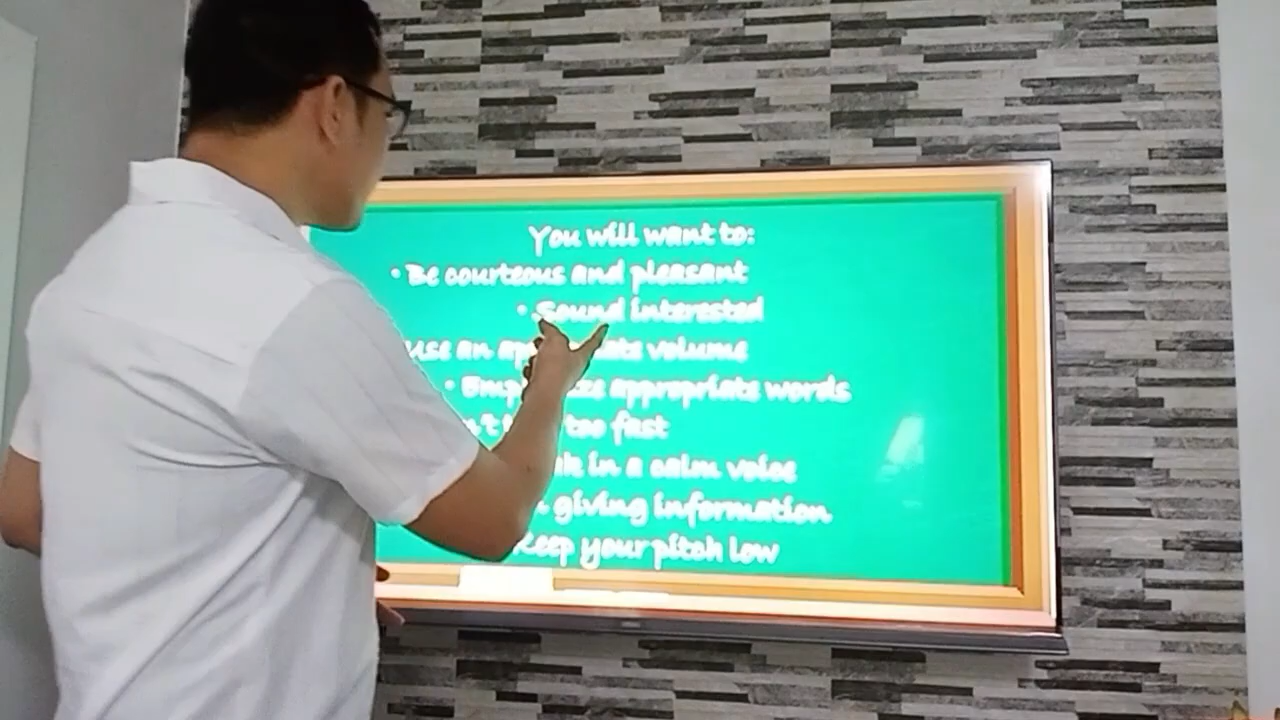 You will want to:
• Be courteous and pleasant
• Sound interested
use an volume
• appropriate words
too fast
in a calm voice
giving information
keep your pitch low